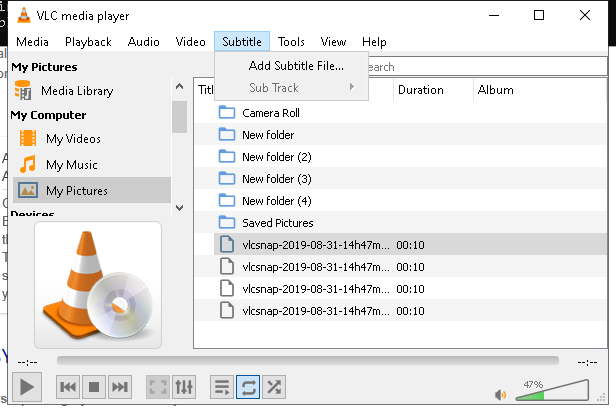 VLC media player
Media Playback Audio Video Subtitle Tools View Help
My Pictures
Add Subtitle File...
Sub Track
earch
Media Library
Titl
Duration
Album
My Computer
My Videos
My Music
My Pictures
Devices
Camera Roll
New folder
New folder (2)
New folder (3)
New folder (4)
Saved Pictures
vlcsnap-2019-08-31-14h47m... 00:10
vlcsnap-2019-08-31-14h47m... 00:10
vlcsnap-2019-08-31-14h47m... 00:10
vlcsnap-2019-08-31-14h47m... 00:10
--:--
--:--
47%